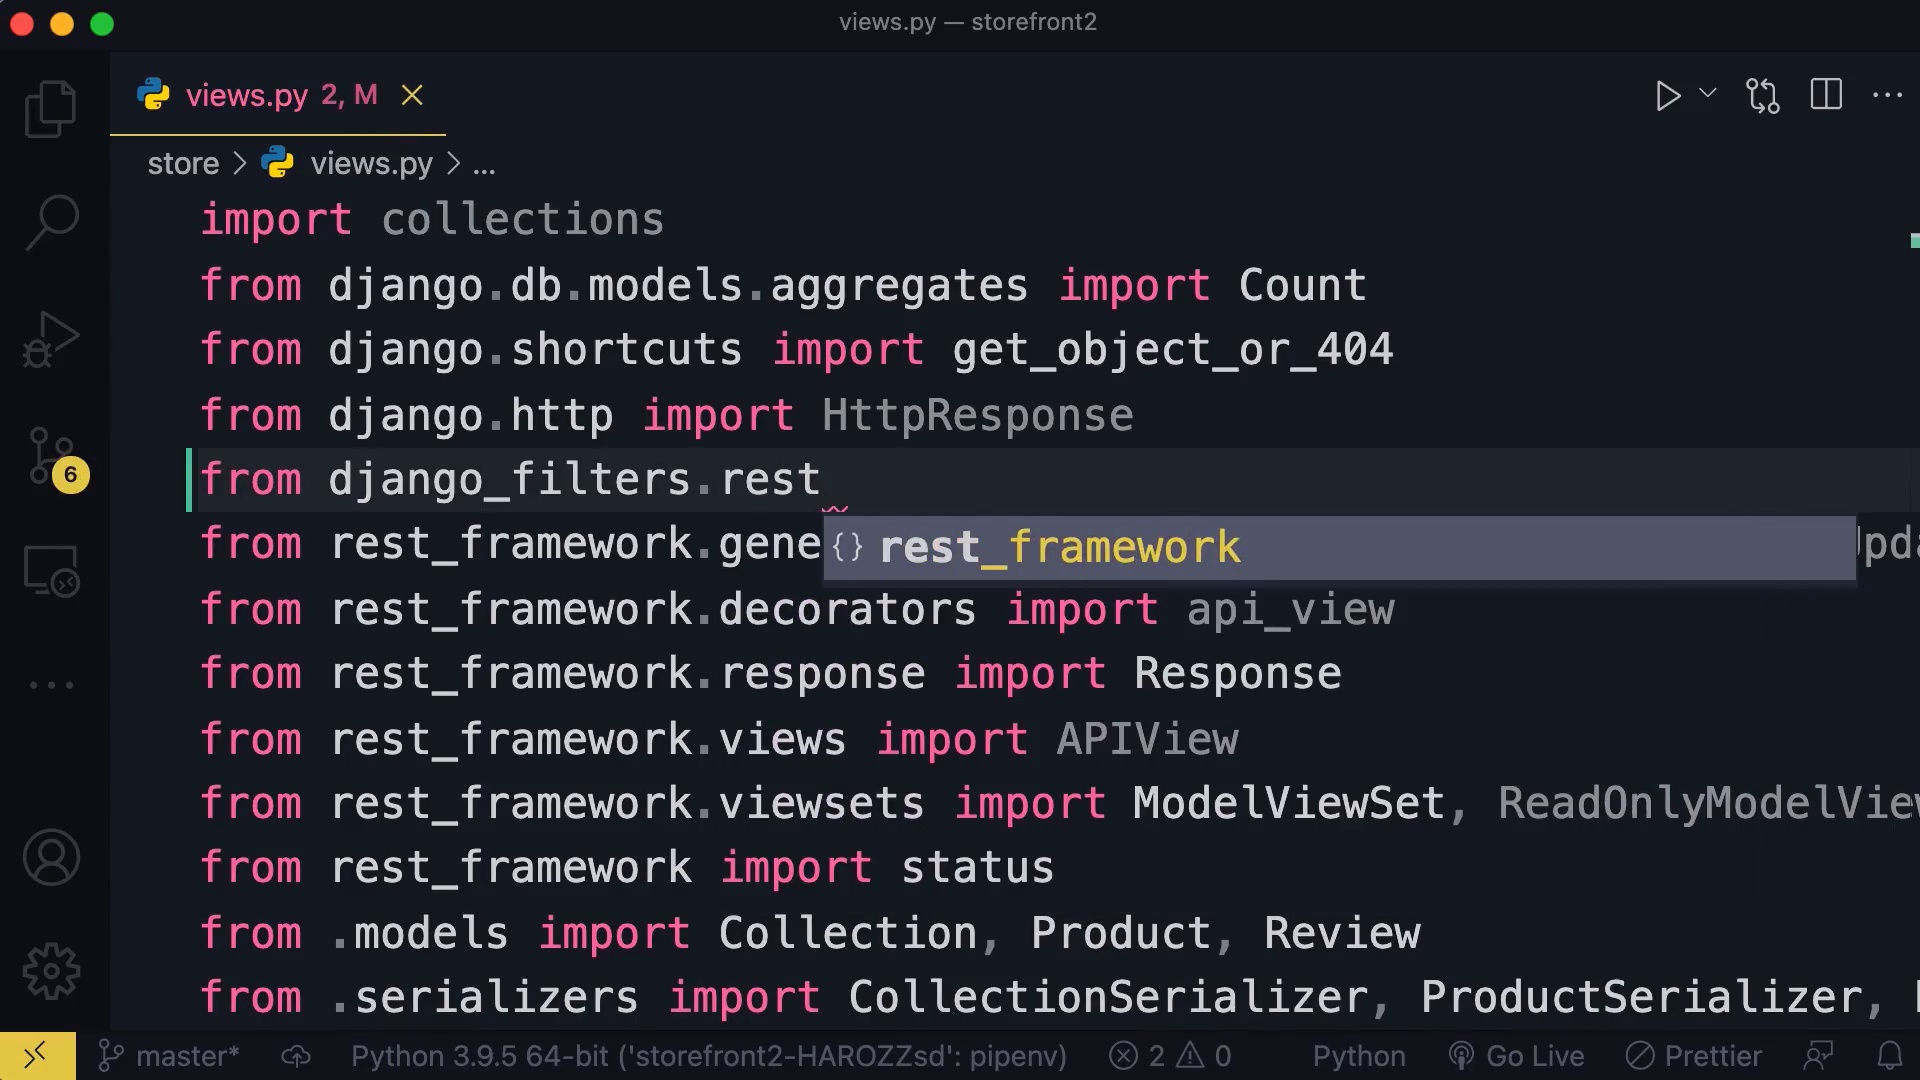 views.py — storefront2
views.py 2, M
store > views.py > ...
import collections
from django.db.models.aggregates import Count
from django.shortcuts import get_object_or_404
from django.http import HttpResponse
from django_filters.rest
{} rest_framework
from rest_framework.gene
from rest_framework.decorators import api_view
from rest_framework.response import Response
from rest_framework.views import APIView
from rest_framework.viewsets import ModelViewSet,
from rest_framework import status
from .models import Collection, Product, Review
from .serializers import CollectionSerializer, ProductSerializer,
6
master* Python 3.9.5 64-bit ('storefront2-HAROZZsd': pipenv) 2 0 Python Go Live Prettier